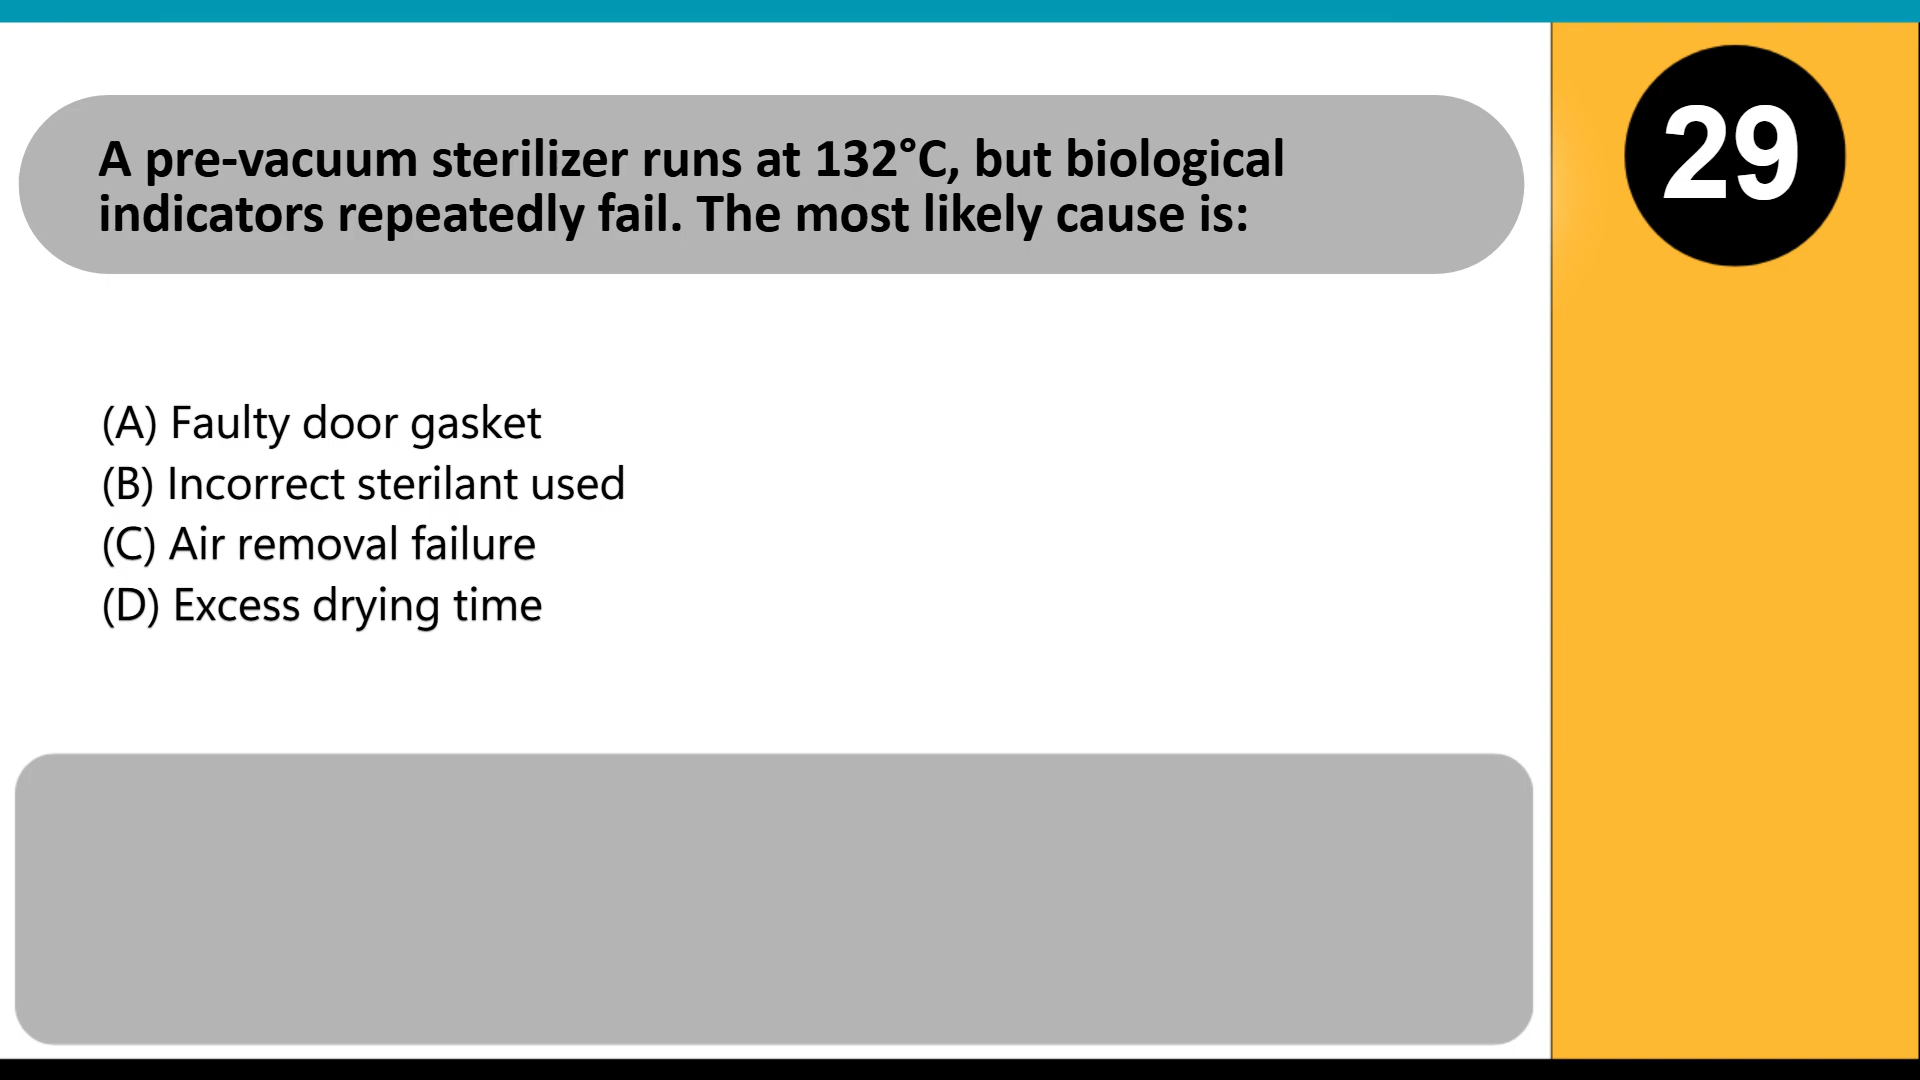 A pre-vacuum sterilizer runs at 132°C, but biological
indicators repeatedly fail. The most likely cause is:
29
(A) Faulty door gasket
(B) Incorrect sterilant used
(C) Air removal failure
(D) Excess drying time